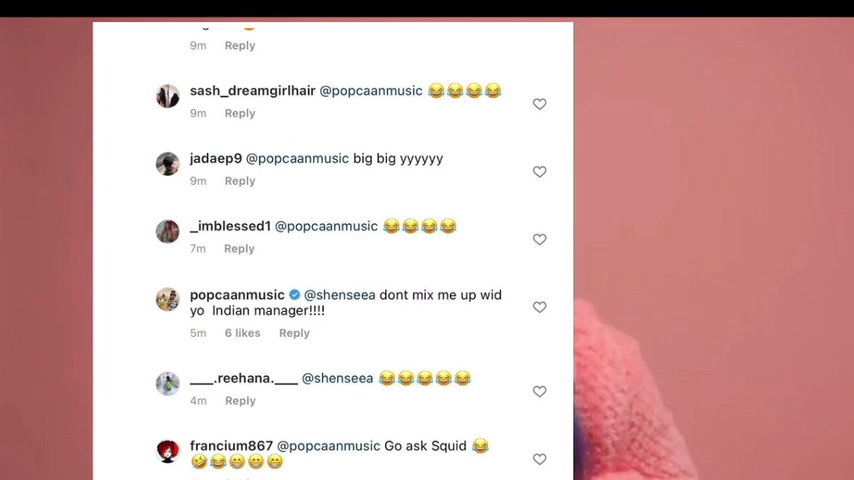 9m Reply
sash_dreamgirlhair @popcaanmusic 😂😂😂😂
9m Reply
jadaep9 @popcaanmusic big big yyyyyy
9m Reply
_imblessed1 @popcaanmusic 😂😂😂😂
7m Reply
popcaanmusic @shenseea dont mix me up wid
yo Indian manager!!!!
5m 6 likes Reply
____.reehana.____ @shenseea 😂😂😂😂😂
4m Reply
francium867 @popcaanmusic Go ask Squid 😂
🤣😂😁😁😁